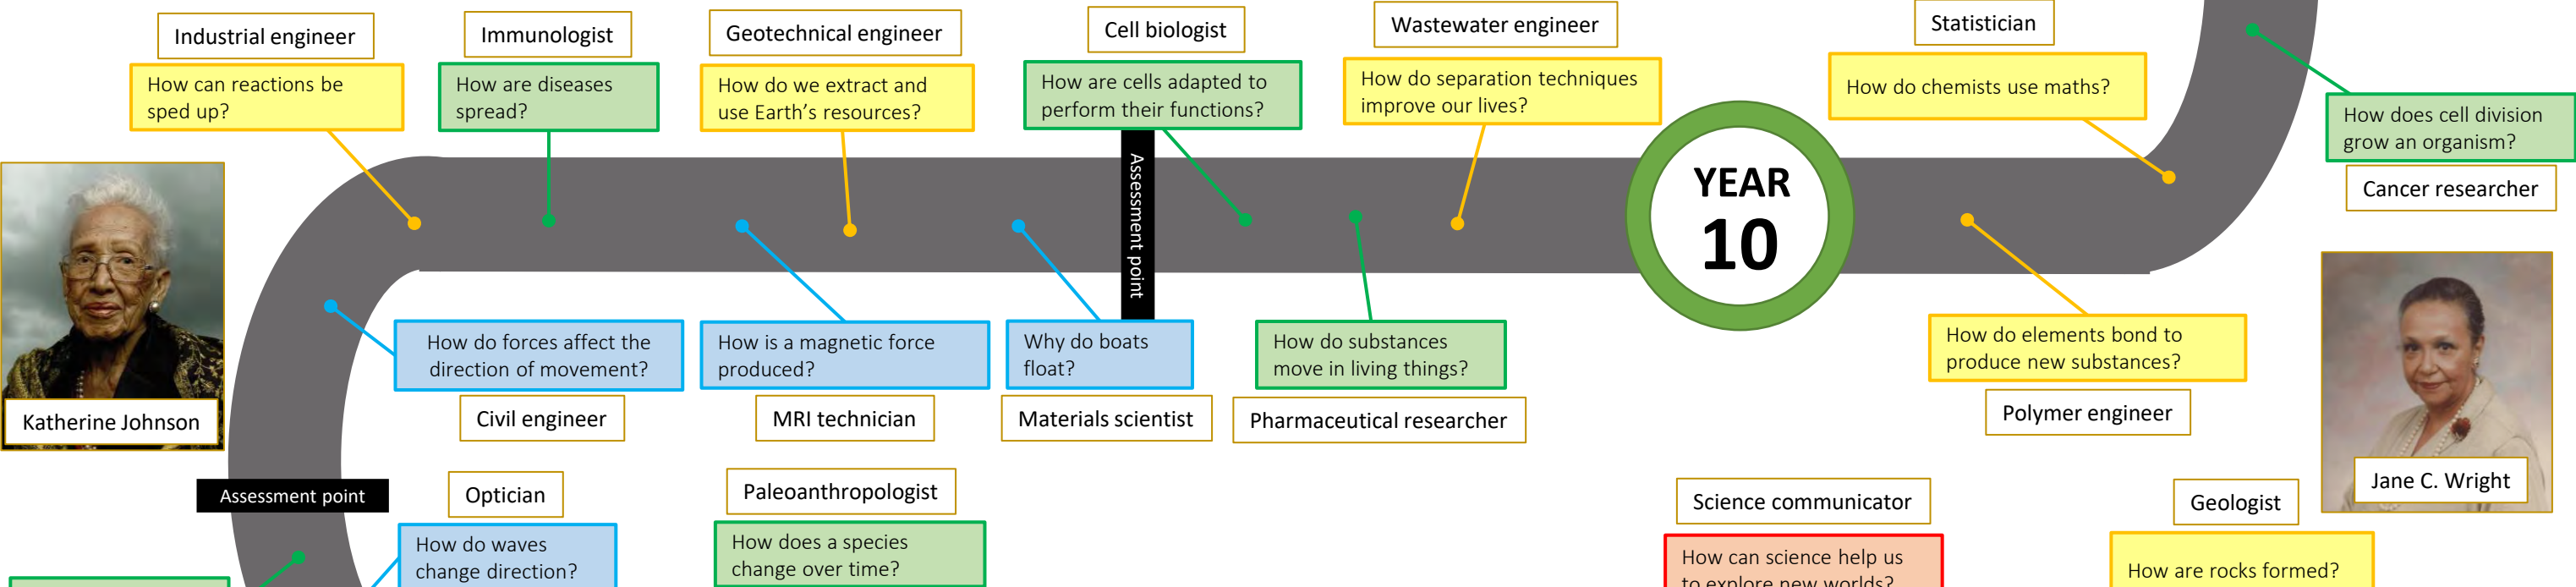 Industrial engineer
How can reactions be
sped up?
Immunologist
How are diseases
spread?
Geotechnical engineer
How do we extract and
use Earth’s resources?
Cell biologist
How are cells adapted to
perform their functions?
Wastewater engineer
How do separation techniques
improve our lives?
Statistician
How do chemists use maths?
How does cell division
grow an organism?
Cancer researcher
Assessment point
YEAR
10
How do forces affect the
direction of movement?
Civil engineer
How is a magnetic force
produced?
MRI technician
Why do boats
float?
Materials scientist
How do substances
move in living things?
Pharmaceutical researcher
How do elements bond to
produce new substances?
Polymer engineer
Katherine Johnson
Jane C. Wright
Assessment point
Optician
How do waves
change direction?
Paleoanthropologist
How does a species
change over time?
Science communicator
How can science help us
to explore new worlds?
Geologist
How are rocks formed?